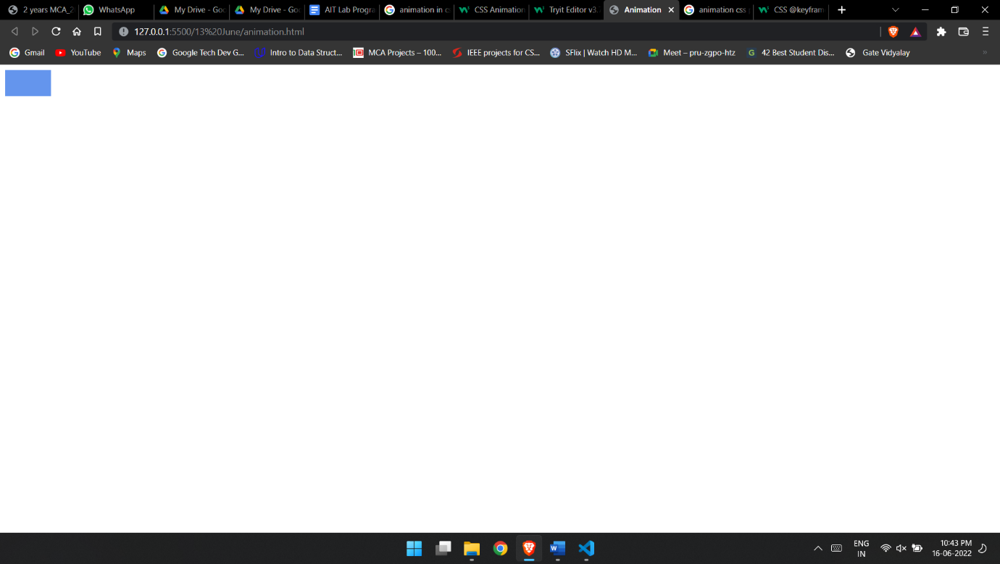 2 years MCA_2
WhatsApp
My Drive - Goo
My Drive - Goo
AIT Lab Progra
animation in cs
CSS Animation
Tryit Editor v3.
Animation
animation css p
CSS @keyfram
127.0.0.1:5500/13%20June/animation.html
Gmail
YouTube
Maps
Google Tech Dev G...
Intro to Data Struct...
MCA Projects – 100...
IEEE projects for CS...
SFlix | Watch HD M...
Meet – pru-zgpo-htz
G 42 Best Student Dis...
Gate Vidyalay
ENG
IN
10:43 PM
16-06-2022